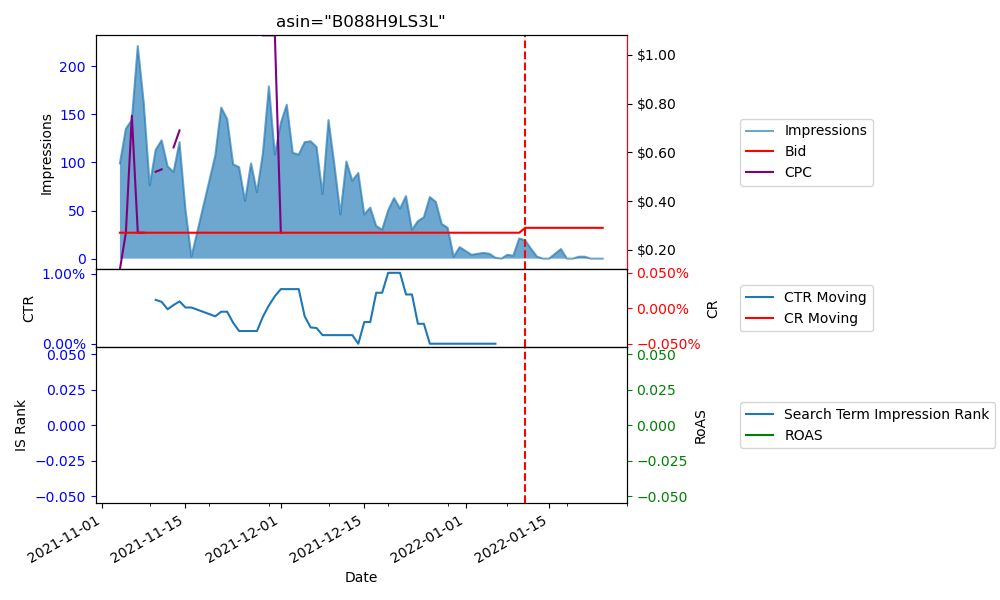 asin="B088H9LS3L"
200
150
100
50
0
Impressions
$1.00
$0.80
$0.60
$0.40
$0.20
Impressions
Bid
CPC
1.00%
0.00%
CTR
0.050%
0.000%
−0.050%
CR
CTR Moving
CR Moving
0.050
0.025
0.000
−0.025
−0.050
IS Rank
0.050
0.025
0.000
−0.025
−0.050
RoAS
Search Term Impression Rank
ROAS
2021-11-01
2021-11-15
2021-12-01
2021-12-15
2022-01-01
2022-01-15
Date